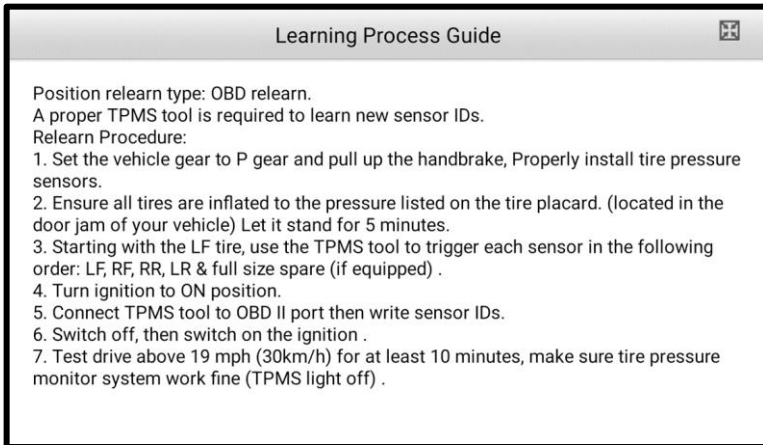 Learning Process Guide
Position relearn type: OBD relearn.
A proper TPMS tool is required to learn new sensor IDs.
Relearn Procedure:
1. Set the vehicle gear to P gear and pull up the handbrake, Properly install tire pressure
sensors.
2. Ensure all tires are inflated to the pressure listed on the tire placard. (located in the
door jam of your vehicle) Let it stand for 5 minutes.
3. Starting with the LF tire, use the TPMS tool to trigger each sensor in the following
order: LF, RF, RR, LR & full size spare (if equipped) .
4. Turn ignition to ON position.
5. Connect TPMS tool to OBD II port then write sensor IDs.
6. Switch off, then switch on the ignition .
7. Test drive above 19 mph (30km/h) for at least 10 minutes, make sure tire pressure
monitor system work fine (TPMS light off) .